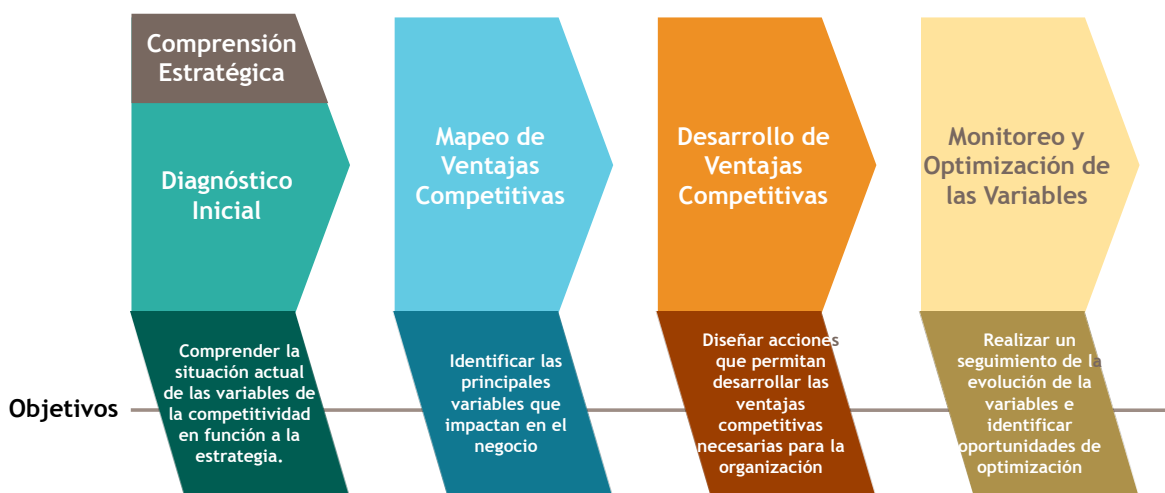 Comprensión
Estratégica
Diagnóstico
Inicial
Mapeo de
Ventajas
Competitivas
Desarrollo de
Ventajas
Competitivas
Monitoreo y
Optimización de
las Variables
Objetivos
Comprender la
situación actual
de las variables de
la competitividad
en función a la
estrategia.
Identificar las
principales
variables que
impactan en el
negocio
Diseñar acciones
que permitan
desarrollar las
ventajas
competitivas
necesarias para la
organización
Realizar un
seguimiento de la
evolución de la
variables e
identificar
oportunidades de
optimización